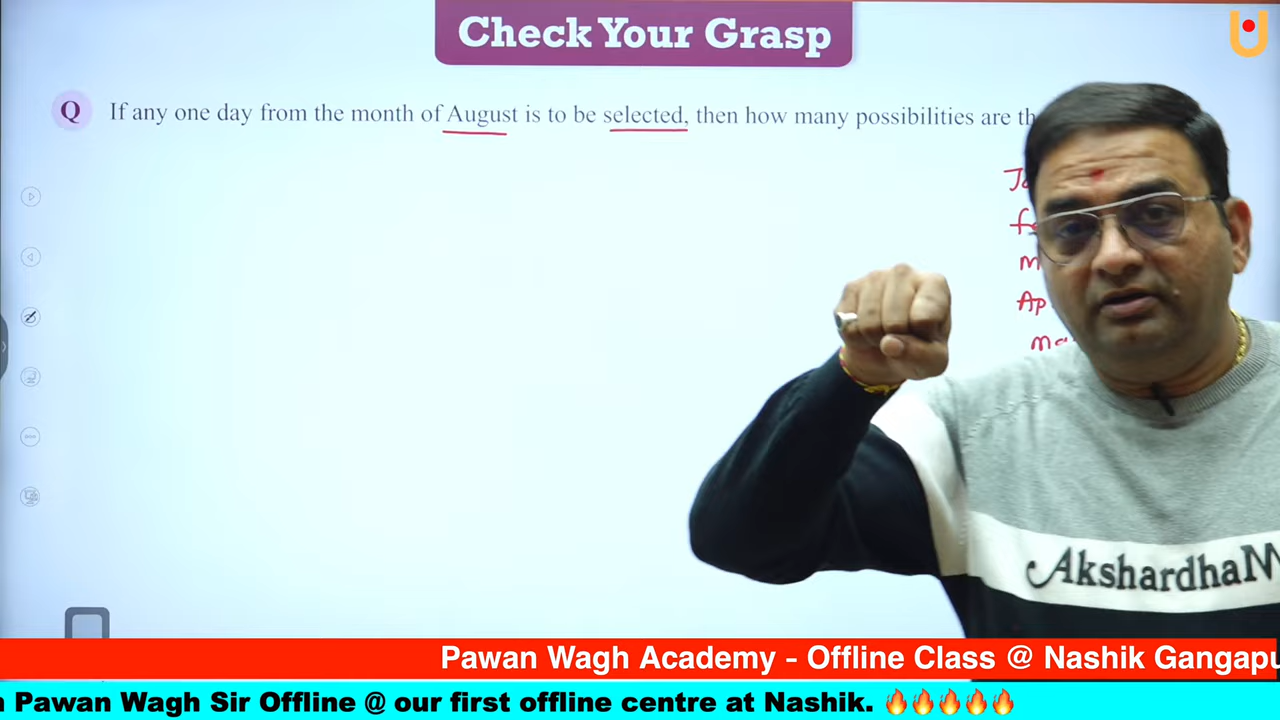 Check Your Grasp
Q If any one day from the month of August is to be selected, then how many possibilities are th
Ap
AkshardhaM
Pawan Wagh Academy - Offline Class @ Nashik Gangapu
Pawan Wagh Sir Offline @ our first offline centre at Nashik. 🔥🔥🔥🔥🔥